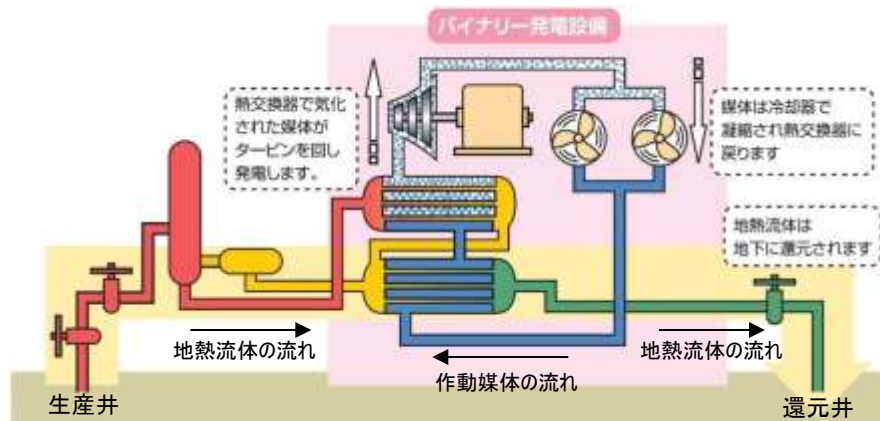 バイナリー発電設備
熱交換器で気化
された媒体が
タービンを回し
発電します。
媒体は冷却器で
凝縮され熱交換器に
戻ります
地熱流体は
地下に還元されます
地熱流体の流れ
作動媒体の流れ
地熱流体の流れ
生産井
還元井